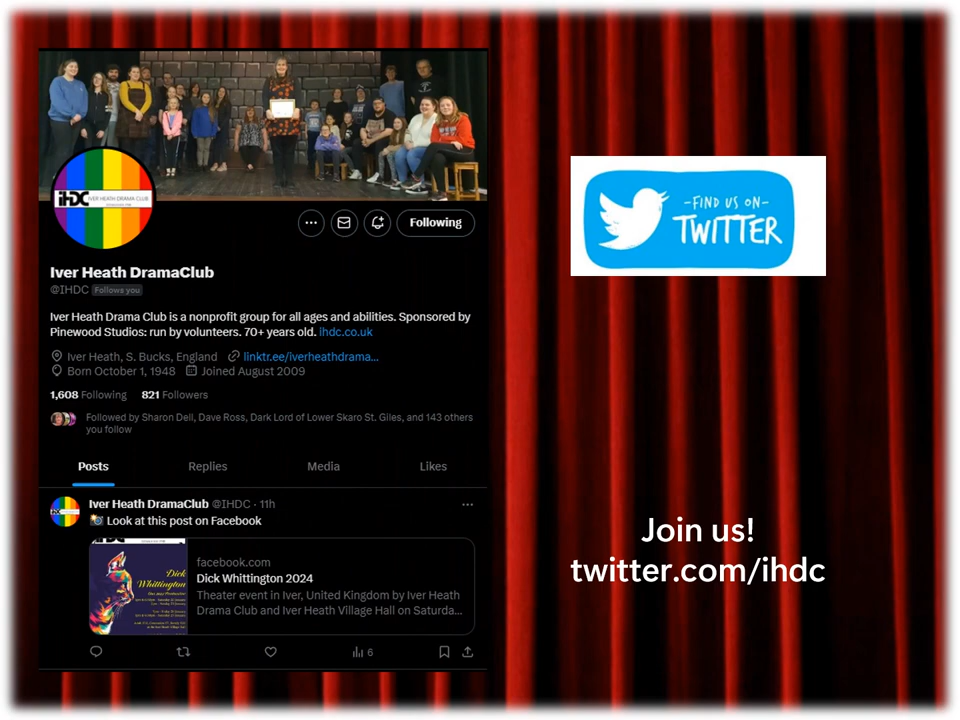 iHDC IVER HEATH DRAMA CLUB
Following
Iver Heath DramaClub
@IHDC Follows you
Iver Heath Drama Club is a nonprofit group for all ages and abilities. Sponsored by
Pinewood Studios: run by volunteers. 70+ years old. ihdc.co.uk
Iver Heath, S. Bucks, England linktr.ee/iverheathdrama...
Born October 1, 1948 Joined August 2009
1,608 Following 821 Followers
Followed by Sharon Deli, Dave Ross, Dark Lord of Lower Skaro St. Giles, and 143 others
you follow
Posts Replies Media Likes
Iver Heath DramaClub @IHDC · 11h
Look at this post on Facebook
Dick
Whittington
facebook.com
Dick Whittington 2024
Theater event in Iver, United Kingdom by Iver Heath
Drama Club and Iver Heath Village Hall on Saturda...
6
-FIND US ON-
TWITTER
Join us!
twitter.com/ihdc